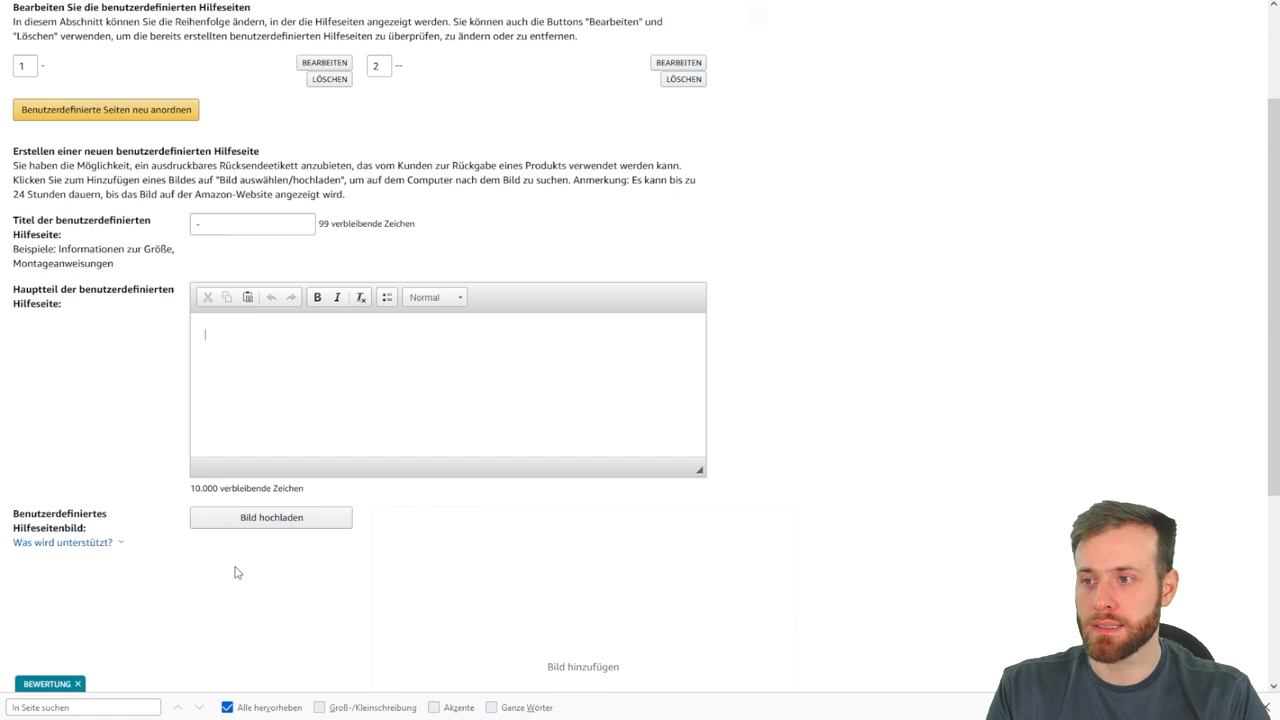 Bearbeiten Sie die benutzerdefinierten Hilfeseiten
In diesem Abschnitt können Sie die Reihenfolge ändern, in der die Hilfeseiten angezeigt werden. Sie können auch die Buttons "Bearbeiten" und
"Löschen" verwenden, um die bereits erstellten benutzerdefinierten Hilfeseiten zu überprüfen, zu ändern oder zu entfernen.
1 - BEARBEITEN 2 -- BEARBEITEN
LÖSCHEN LÖSCHEN
Benutzerdefinierte Seiten neu anordnen
Erstellen einer neuen benutzerdefinierten Hilfeseite
Sie haben die Möglichkeit, ein ausdruckbares Rücksendeetikett anzubieten, das vom Kunden zur Rückgabe eines Produkts verwendet werden kann.
Klicken Sie zum Hinzufügen eines Bildes auf "Bild auswählen/hochladen", um auf dem Computer nach dem Bild zu suchen. Anmerkung: Es kann bis zu
24 Stunden dauern, bis das Bild auf der Amazon-Website angezeigt wird.
Titel der benutzerdefinierten
Hilfeseite:
- 99 verbleibende Zeichen
Beispiele: Informationen zur Größe,
Montageanweisungen
Hauptteil der benutzerdefinierten
Hilfeseite:
B I Tx Normal
10.000 verbleibende Zeichen
Benutzerdefiniertes
Hilfeseitenbild:
Bild hochladen
Was wird unterstützt?
Bild hinzufügen
BEWERTUNG ×
In Seite suchen Alle hervorheben Groß-/Kleinschreibung Akzente Ganze Wörter